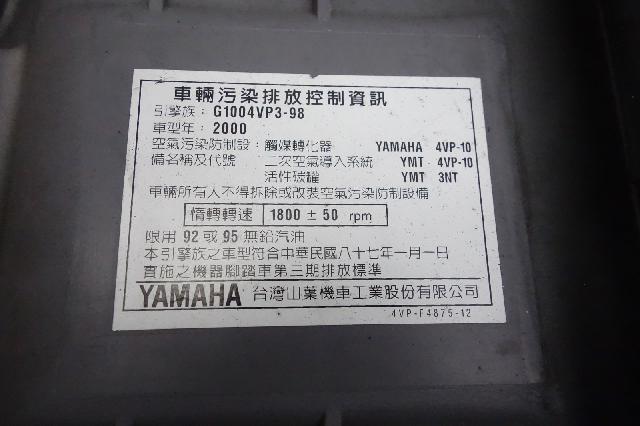 車輛污染排放控制資訊
引擎族：G1004VP3-98
車型年：2000
空氣污染防制設：觸媒轉化器 YAMAHA 4VP-10
備名稱及代號 二次空氣導入系統 YMT 4VP-10
活性碳罐 YMT 3NT
車輛所有人不得拆除或改裝空氣污染防制設備
惰轉轉速 1800 ± 50 rpm
限用 92 或 95 無鉛汽油
本引擎族之車型符合中華民國八十七年一月一日
實施之機器腳踏車第三期排放標準
YAMAHA 台灣山葉機車工業股份有限公司
4VP-F4875-12